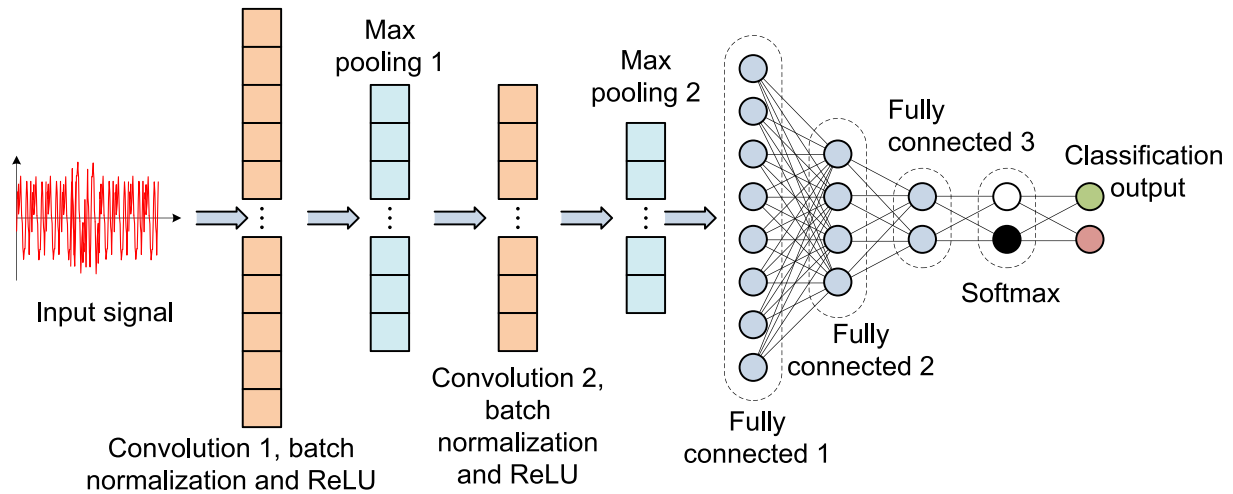 Input signal
Convolution 1, batch
normalization and ReLU
Max
pooling 1
Convolution 2,
batch
normalization
and ReLU
Max
pooling 2
Fully
connected 1
Fully
connected 2
Fully
connected 3
Softmax
Classification
output